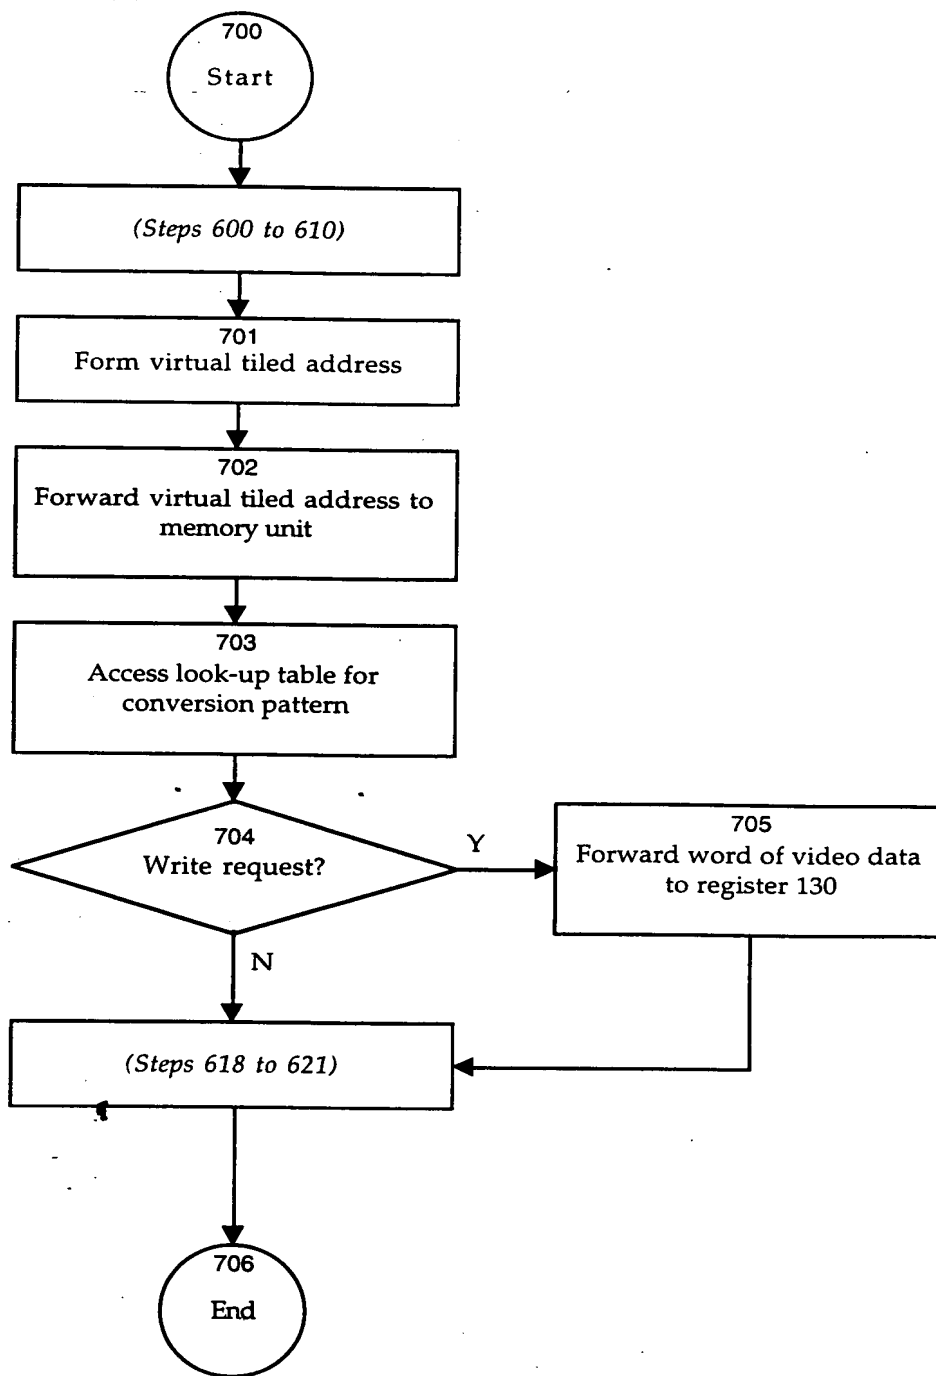 700
Start
(Steps 600 to 610)
701
Form virtual tiled address
702
Forward virtual tiled address to
memory unit
703
Access look-up table for
conversion pattern
704
Write request?
Y
705
Forward word of video data
to register 130
N
(Steps 618 to 621)
706
End